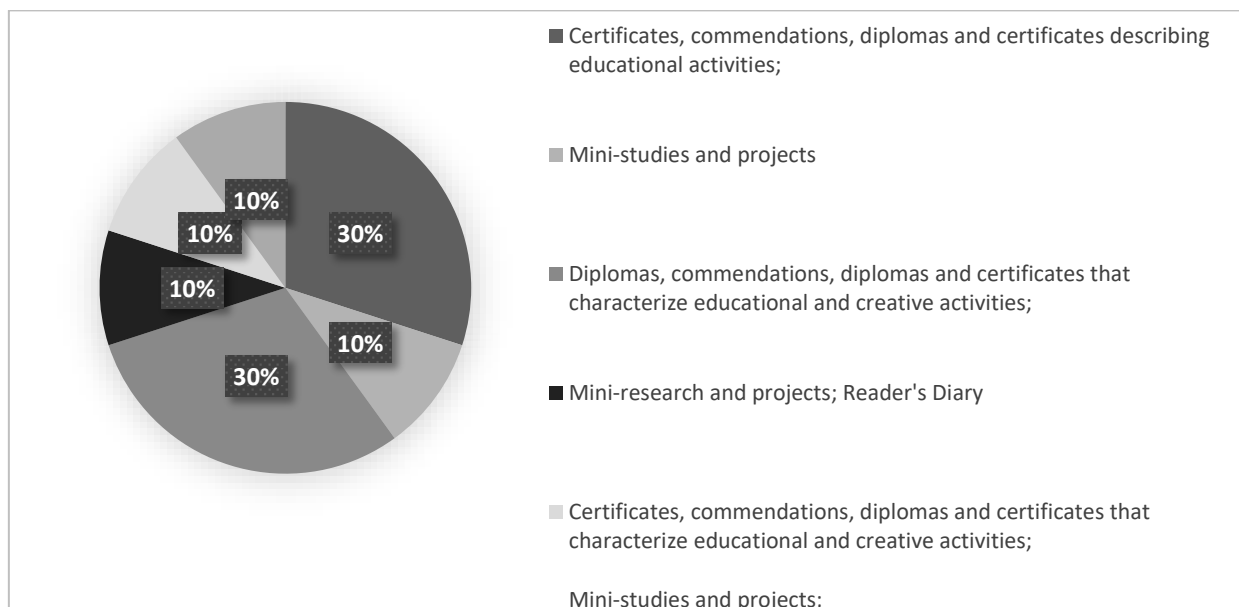 Certificates, commendations, diplomas and certificates describing
educational activities;
Mini-studies and projects
Diplomas, commendations, diplomas and certificates that
characterize educational and creative activities;
Mini-research and projects; Reader's Diary
Certificates, commendations, diplomas and certificates that
characterize educational and creative activities;
Mini-studies and projects;
10%
30%
10%
10%
10%
30%